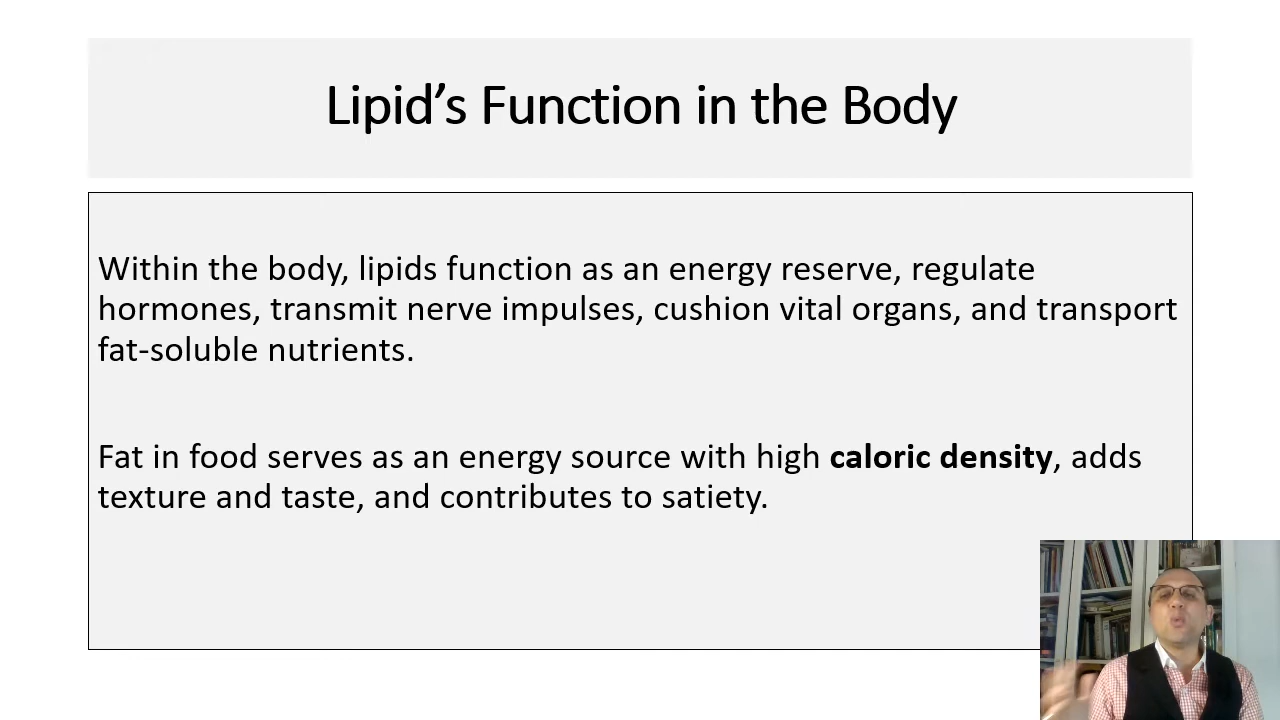 Lipid’s Function in the Body
Within the body, lipids function as an energy reserve, regulate
hormones, transmit nerve impulses, cushion vital organs, and transport
fat-soluble nutrients.
Fat in food serves as an energy source with high caloric density, adds
texture and taste, and contributes to satiety.